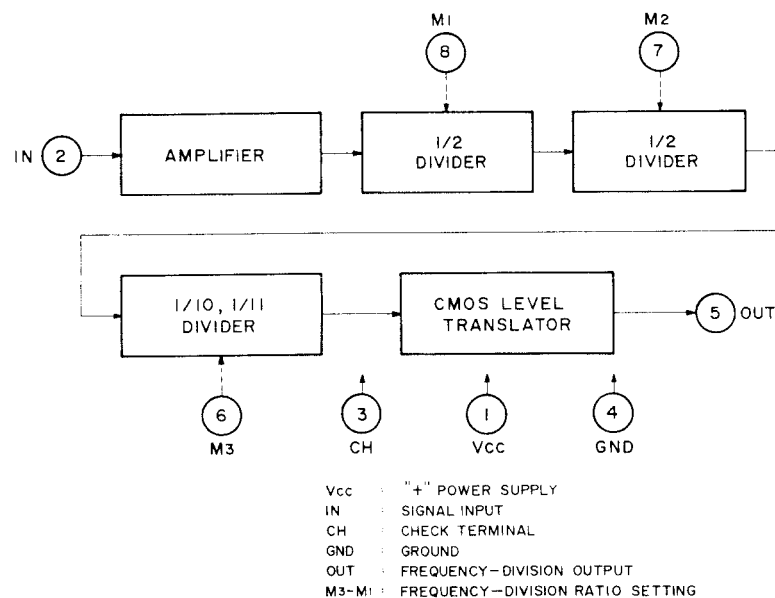 M1
8
M2
7
IN 2
AMPLIFIER
1/2
DIVIDER
1/2
DIVIDER
1/10, 1/11
DIVIDER
CMOS LEVEL
TRANSLATOR
5 OUT
6
M3
3
CH
1
Vcc
4
GND
Vcc : "+" POWER SUPPLY
IN : SIGNAL INPUT
CH : CHECK TERMINAL
GND : GROUND
OUT : FREQUENCY-DIVISION OUTPUT
M3-M1 : FREQUENCY-DIVISION RATIO SETTING